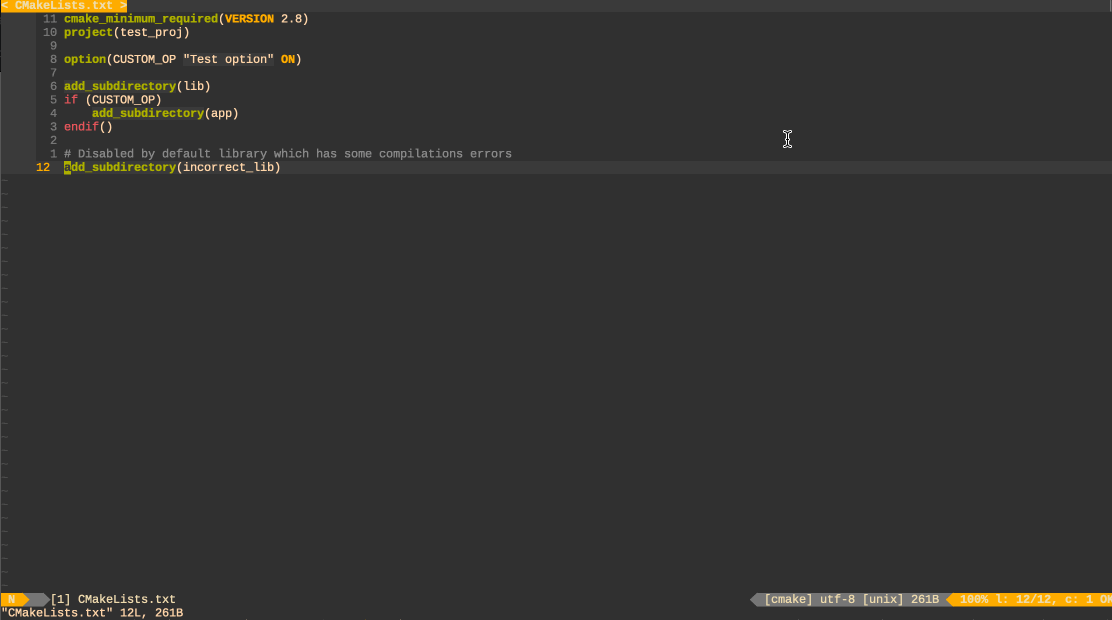 < CMakeLists.txt >
11 cmake_minimum_required(VERSION 2.8)
10 project(test_proj)
9
8 option(CUSTOM_OP "Test option" ON)
7
6 add_subdirectory(lib)
5 if (CUSTOM_OP)
4     add_subdirectory(app)
3 endif()
2
1 # Disabled by default library which has some compilations errors
12 add_subdirectory(incorrect_lib)
N [1] CMakeLists.txt [cmake] utf-8 [unix] 261B 100% l: 12/12, c: 1 OK
"CMakeLists.txt" 12L, 261B